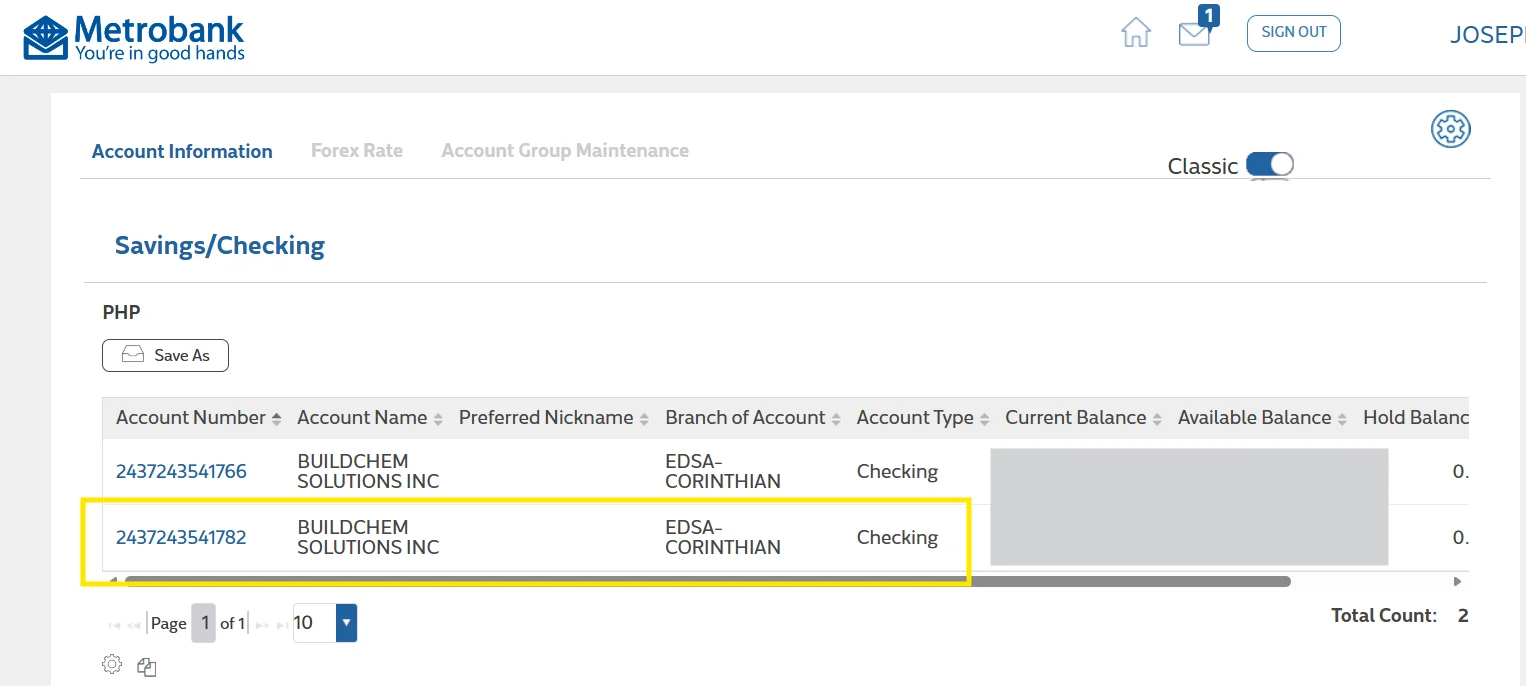 Metrobank
You're in good hands
1
SIGN OUT
Account Information Forex Rate Account Group Maintenance
Classic
Savings/Checking
PHP
Save As
Account Number Account Name Preferred Nickname Branch of Account Account Type Current Balance Available Balance Hold Balanc
2437243541766 BUILDCHEM SOLUTIONS INC EDSA-CORINTHIAN Checking 0.
2437243541782 BUILDCHEM SOLUTIONS INC EDSA-CORINTHIAN Checking 0.
Page 1 of 1 10
Total Count: 2